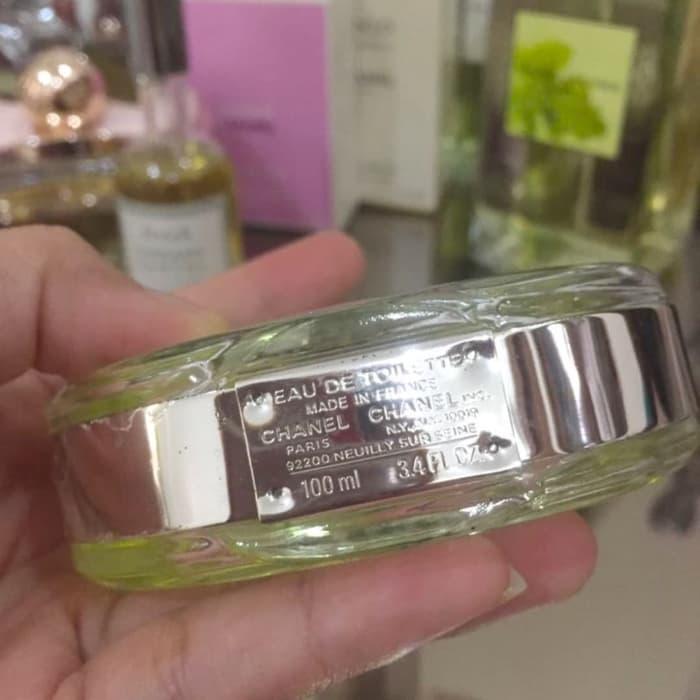 EAU DE TOILETTE
MADE IN FRANCE
CHANEL CHANEL INC.
PARIS N.Y. N.Y. 10019
92200 NEUILLY SUR SEINE
100 ml 3.4 Fl OZ.